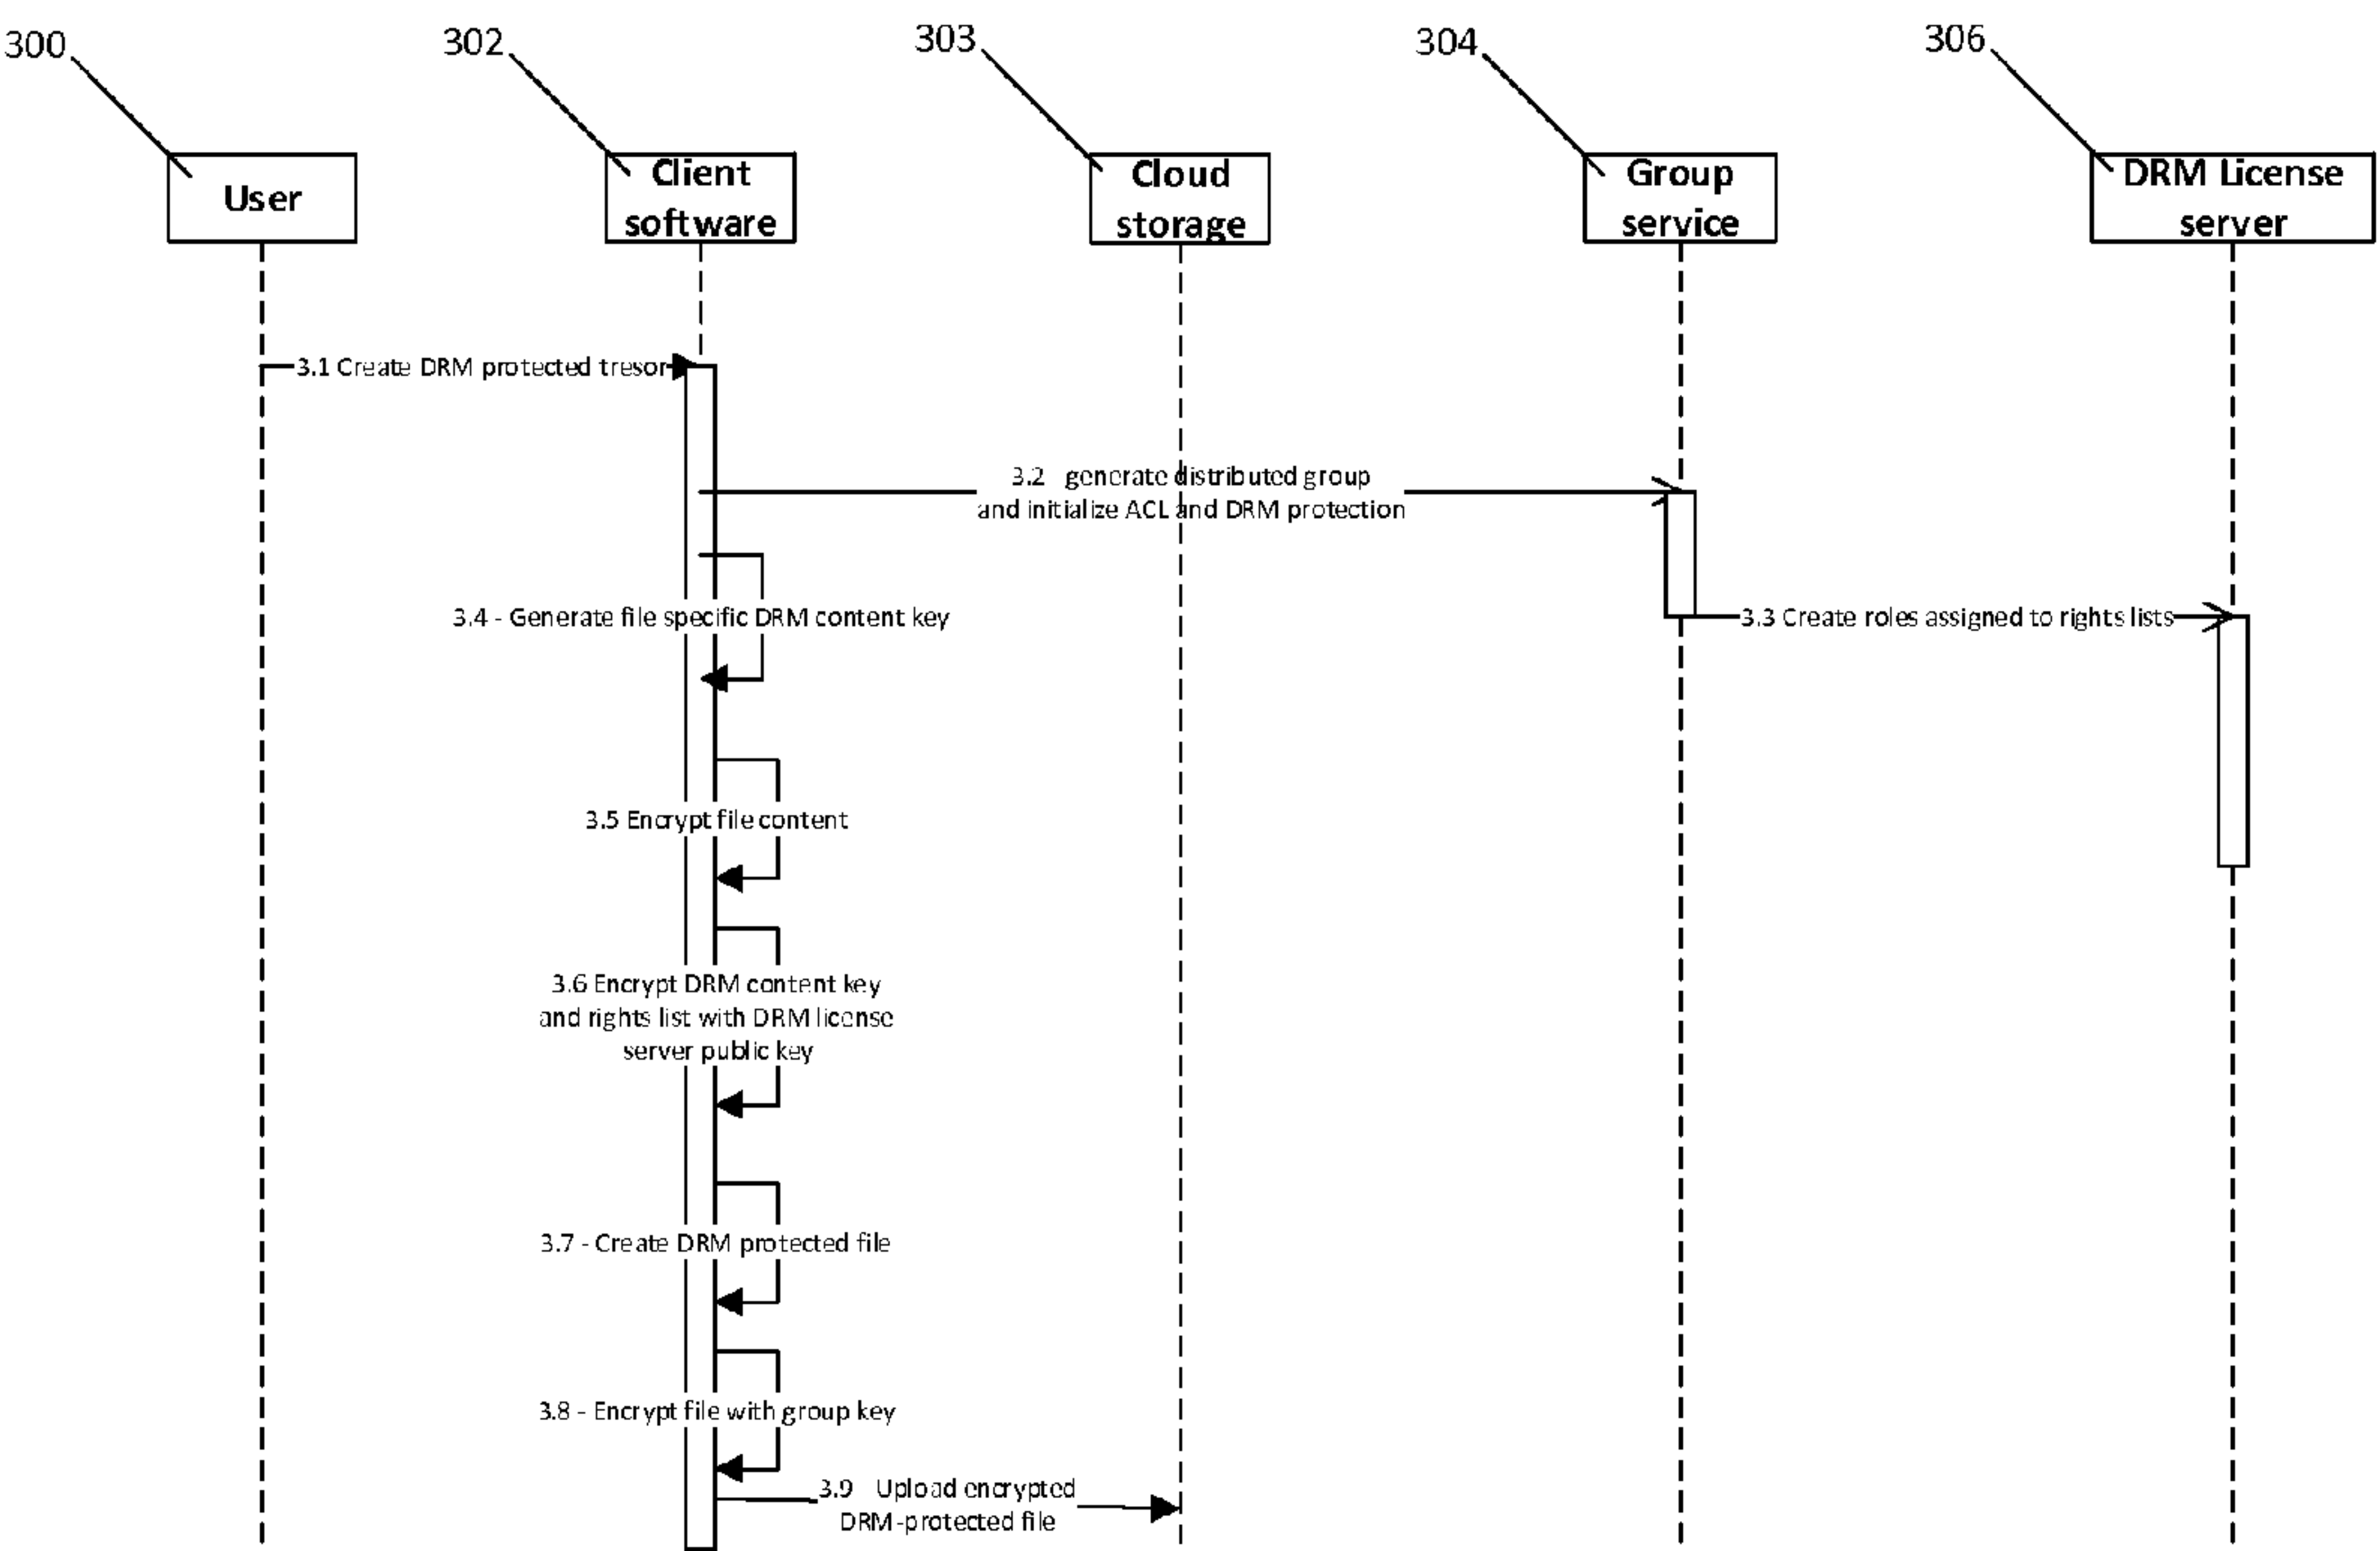 300
302
303
304
306
User
Client
software
Cloud
storage
Group
service
DRM License
server
3.1 Create DRM protected tresor
3.2 generate distributed group
and initialize ACL and DRM protection
3.3 Create roles assigned to rights lists
3.4 - Generate file specific DRM content key
3.5 Encrypt file content
3.6 Encrypt DRM content key
and rights list with DRM license
server public key
3.7 - Create DRM protected file
3.8 - Encrypt file with group key
3.9 Upload encrypted
DRM-protected file